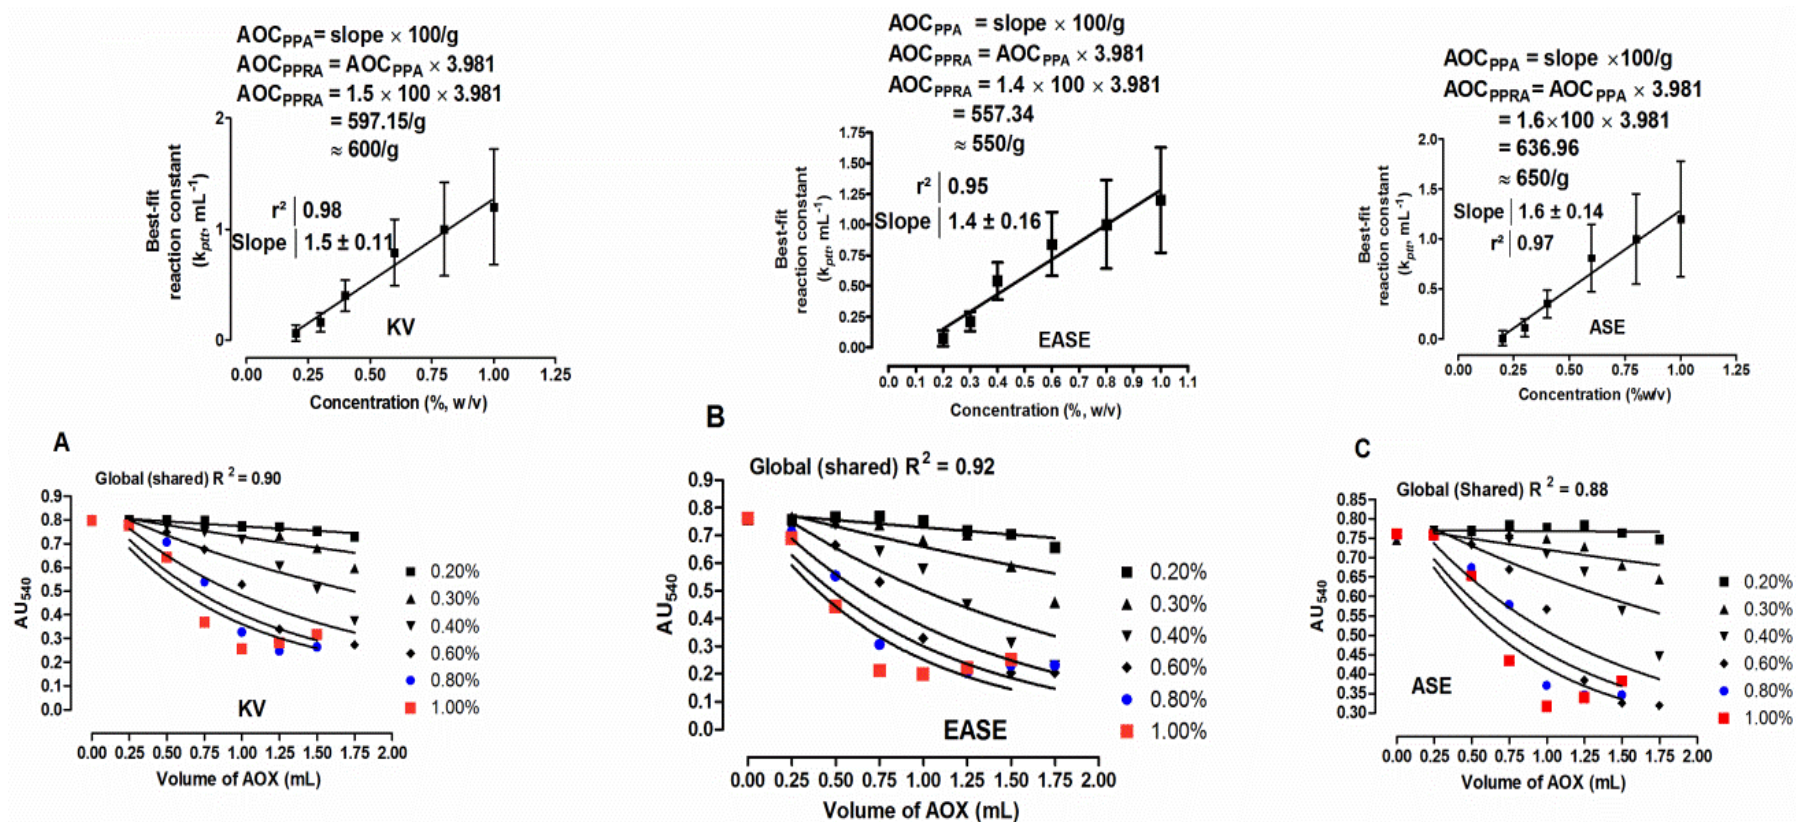 AOCPPA= slope × 100/g
AOCPPRA = AOCPPA × 3.981
AOCPPRA = 1.5 × 100 × 3.981
= 597.15/g
≈ 600/g
2
1
0
Best-fit
reaction constant
(kptt, mL-1)
r² 0.98
Slope 1.5 ± 0.11
KV
0.00 0.25 0.50 0.75 1.00 1.25
Concentration (%, w/v)
AOCPPA = slope × 100/g
AOCPPRA = AOCPPA × 3.981
AOCPPRA = 1.4 × 100 × 3.981
= 557.34
≈ 550/g
1.75
1.50
1.25
1.00
0.75
0.50
0.25
0.00
Best-fit
reaction constant
(kptt, mL-1)
r² 0.95
Slope 1.4 ± 0.16
EASE
0.0 0.1 0.2 0.3 0.4 0.5 0.6 0.7 0.8 0.9 1.0 1.1
Concentration (%, w/v)
AOCPPA = slope ×100/g
AOCPPRA = AOCPPA × 3.981
= 1.6×100 × 3.981
= 636.96
≈ 650/g
2.0
1.5
1.0
0.5
0.0
Best-fit
reaction constant
(kptt, mL-1)
Slope 1.6 ± 0.14
r² 0.97
ASE
0.00 0.25 0.50 0.75 1.00 1.25
Concentration (%w/v)
A
Global (shared) R 2 = 0.90
0.9
0.8
0.7
0.6
0.5
0.4
0.3
0.2
0.1
0.0
AU540
KV
0.20%
0.30%
0.40%
0.60%
0.80%
1.00%
0.00 0.25 0.50 0.75 1.00 1.25 1.50 1.75 2.00
Volume of AOX (mL)
B
Global (shared) R 2 = 0.92
0.9
0.8
0.7
0.6
0.5
0.4
0.3
0.2
0.1
0.0
AU540
EASE
0.20%
0.30%
0.40%
0.60%
0.80%
1.00%
0.00 0.25 0.50 0.75 1.00 1.25 1.50 1.75 2.00
Volume of AOX (mL)
C
Global (Shared) R 2 = 0.88
0.85
0.80
0.75
0.70
0.65
0.60
0.55
0.50
0.45
0.40
0.35
0.30
AU540
ASE
0.20%
0.30%
0.40%
0.60%
0.80%
1.00%
0.00 0.25 0.50 0.75 1.00 1.25 1.50 1.75 2.00
Volume of AOX (mL)